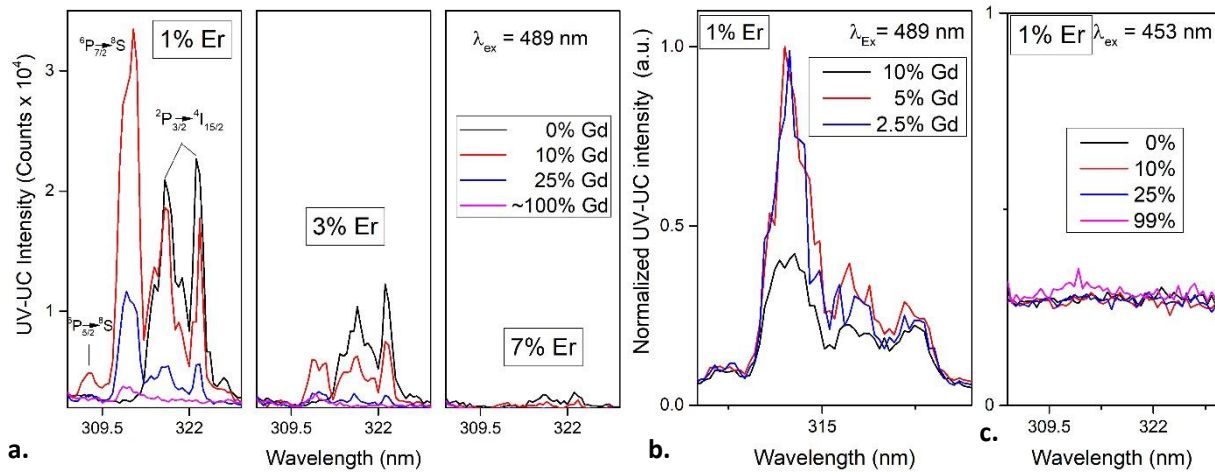 UV-UC Intensity (Counts x 10⁴)
3
2
1
⁶P₇/₂→⁸S
1% Er
²P₃/₂→⁴I₁₅/₂
P₅/₂→⁸S
309.5 322
3% Er
309.5 322
λex = 489 nm
0% Gd
10% Gd
25% Gd
~100% Gd
7% Er
309.5 322
Wavelength (nm)
a.
Normalized UV-UC intensity (a.u.)
1.0
0.5
0.0
1% Er λEx = 489 nm
10% Gd
5% Gd
2.5% Gd
315
Wavelength (nm)
b.
1
0
1% Er λex = 453 nm
0%
10%
25%
99%
309.5 322
Wavelength (nm)
c.